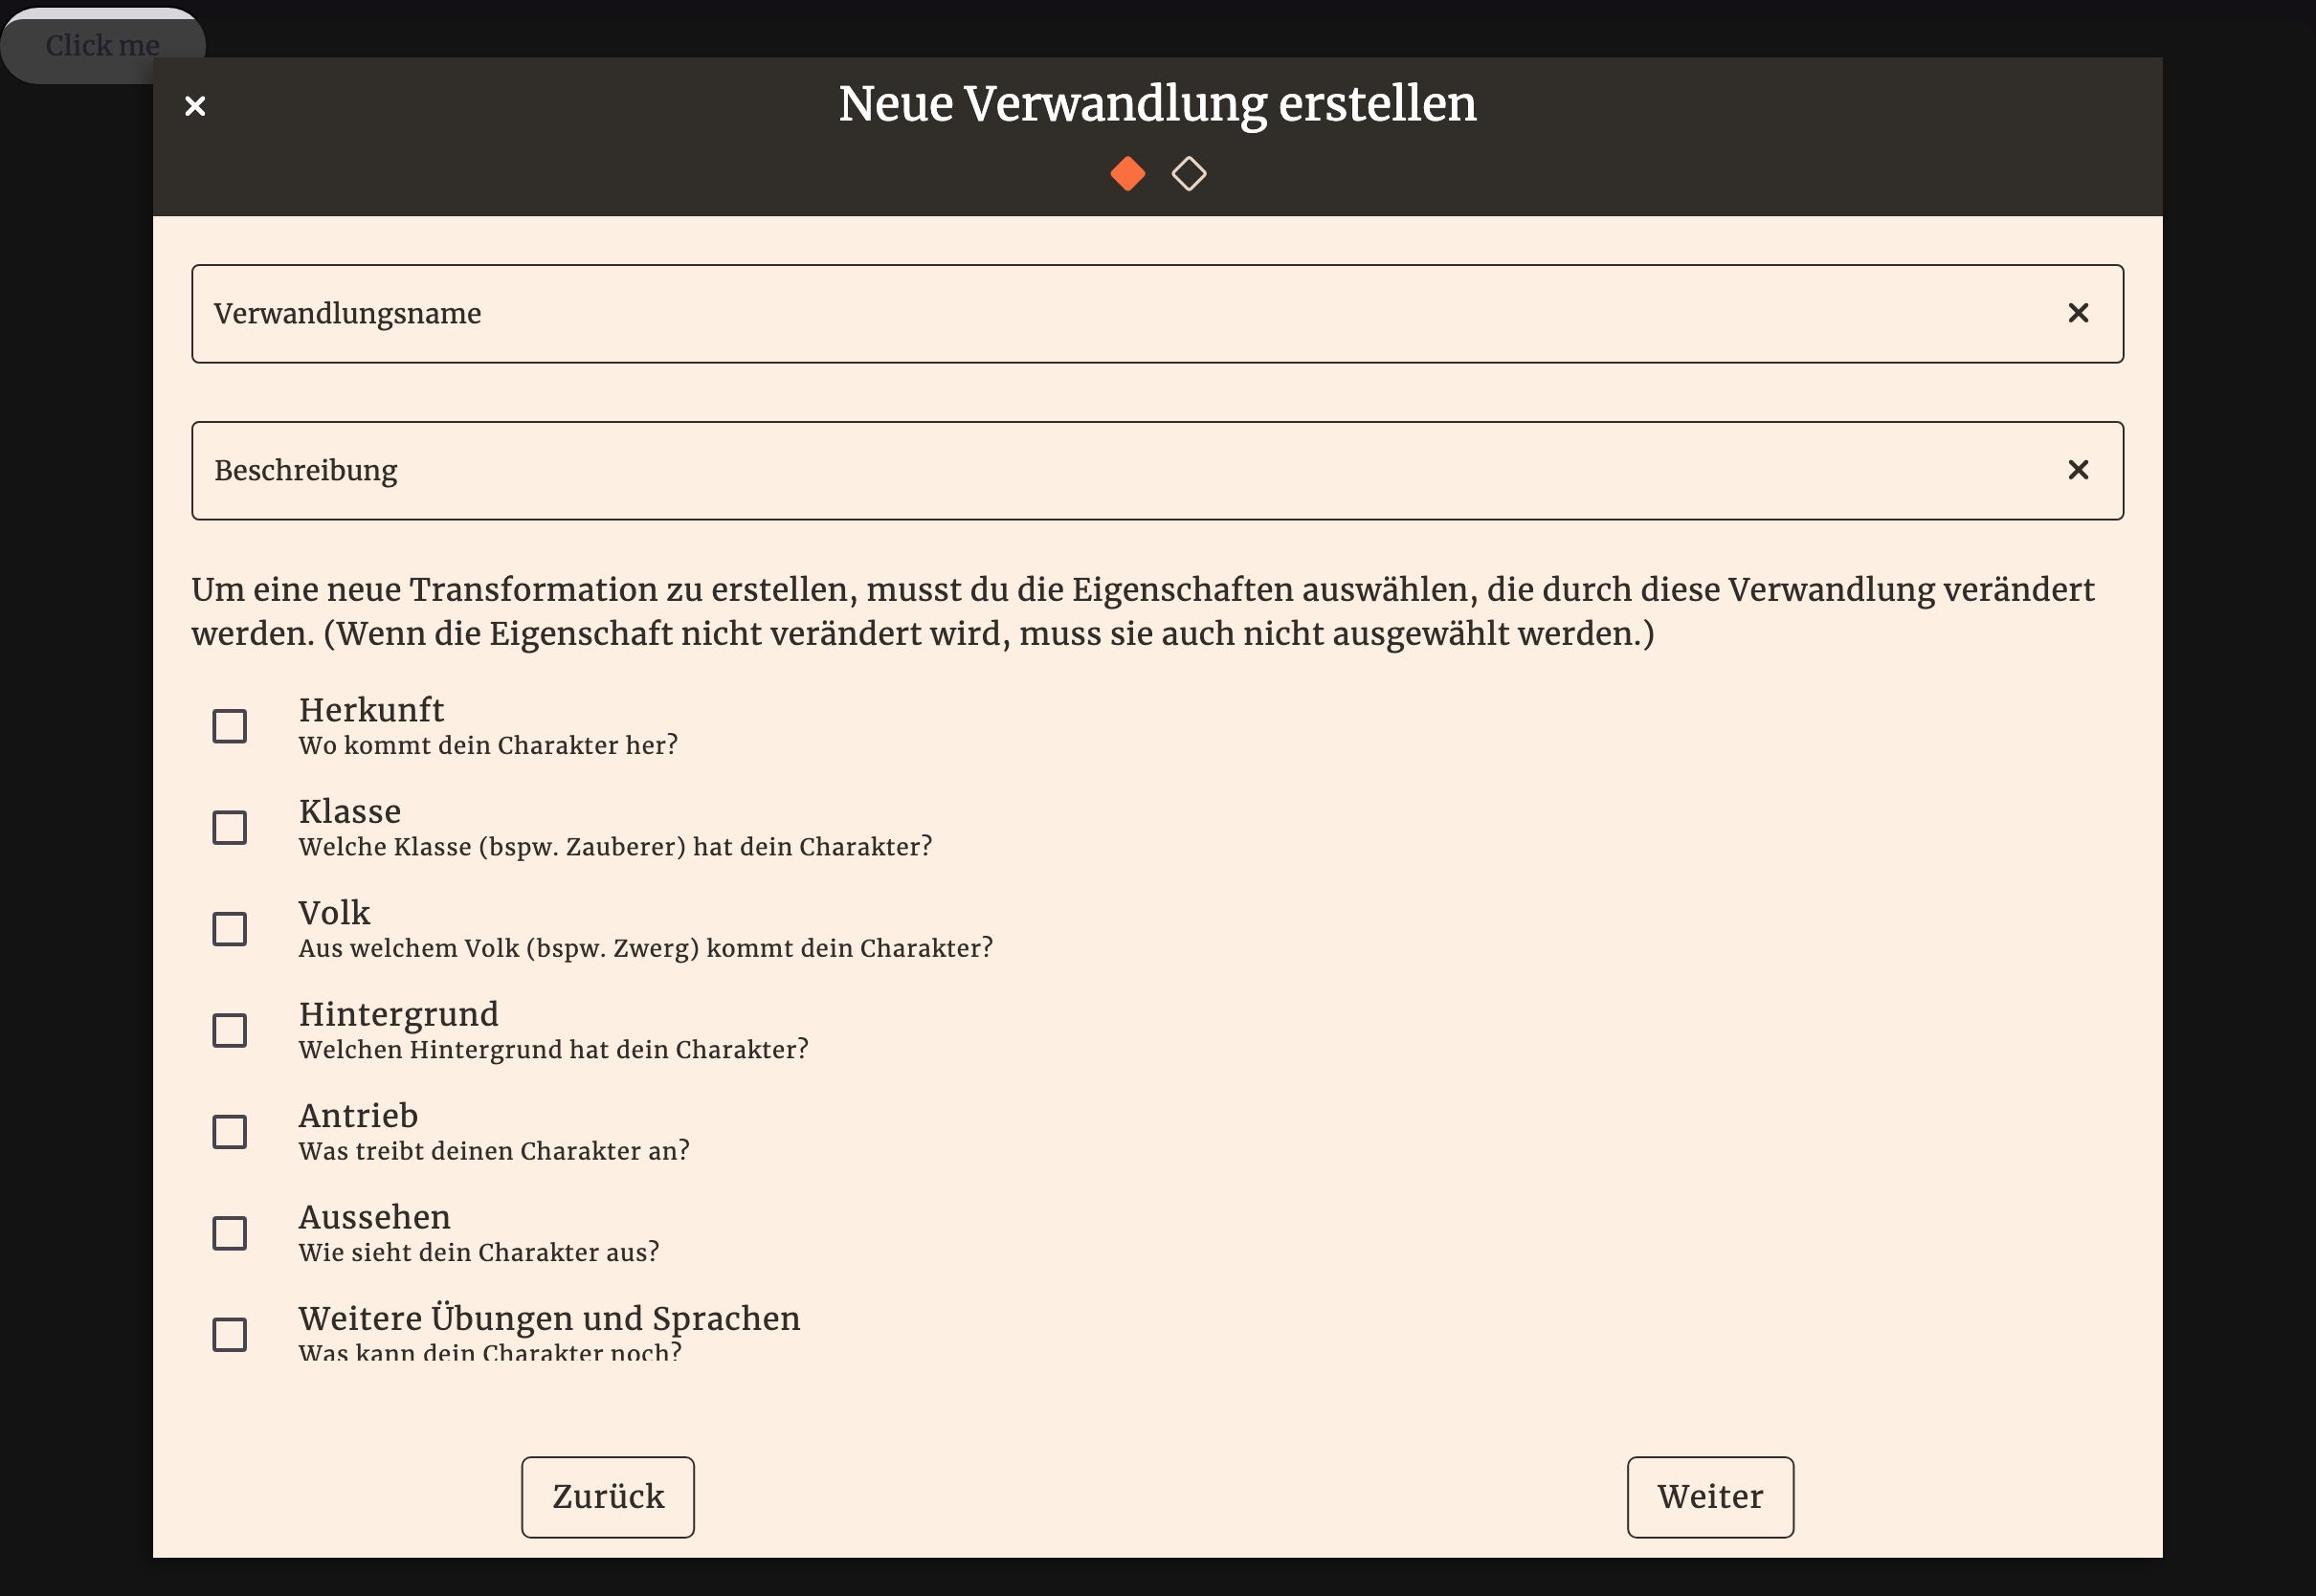 Click me
Neue Verwandlung erstellen
Verwandlungsname
Beschreibung
Um eine neue Transformation zu erstellen, musst du die Eigenschaften auswählen, die durch diese Verwandlung verändert
werden. (Wenn die Eigenschaft nicht verändert wird, muss sie auch nicht ausgewählt werden.)
Herkunft
Wo kommt dein Charakter her?
Klasse
Welche Klasse (bspw. Zauberer) hat dein Charakter?
Volk
Aus welchem Volk (bspw. Zwerg) kommt dein Charakter?
Hintergrund
Welchen Hintergrund hat dein Charakter?
Antrieb
Was treibt deinen Charakter an?
Aussehen
Wie sieht dein Charakter aus?
Weitere Übungen und Sprachen
Was kann dein Charakter noch?
Zurück
Weiter